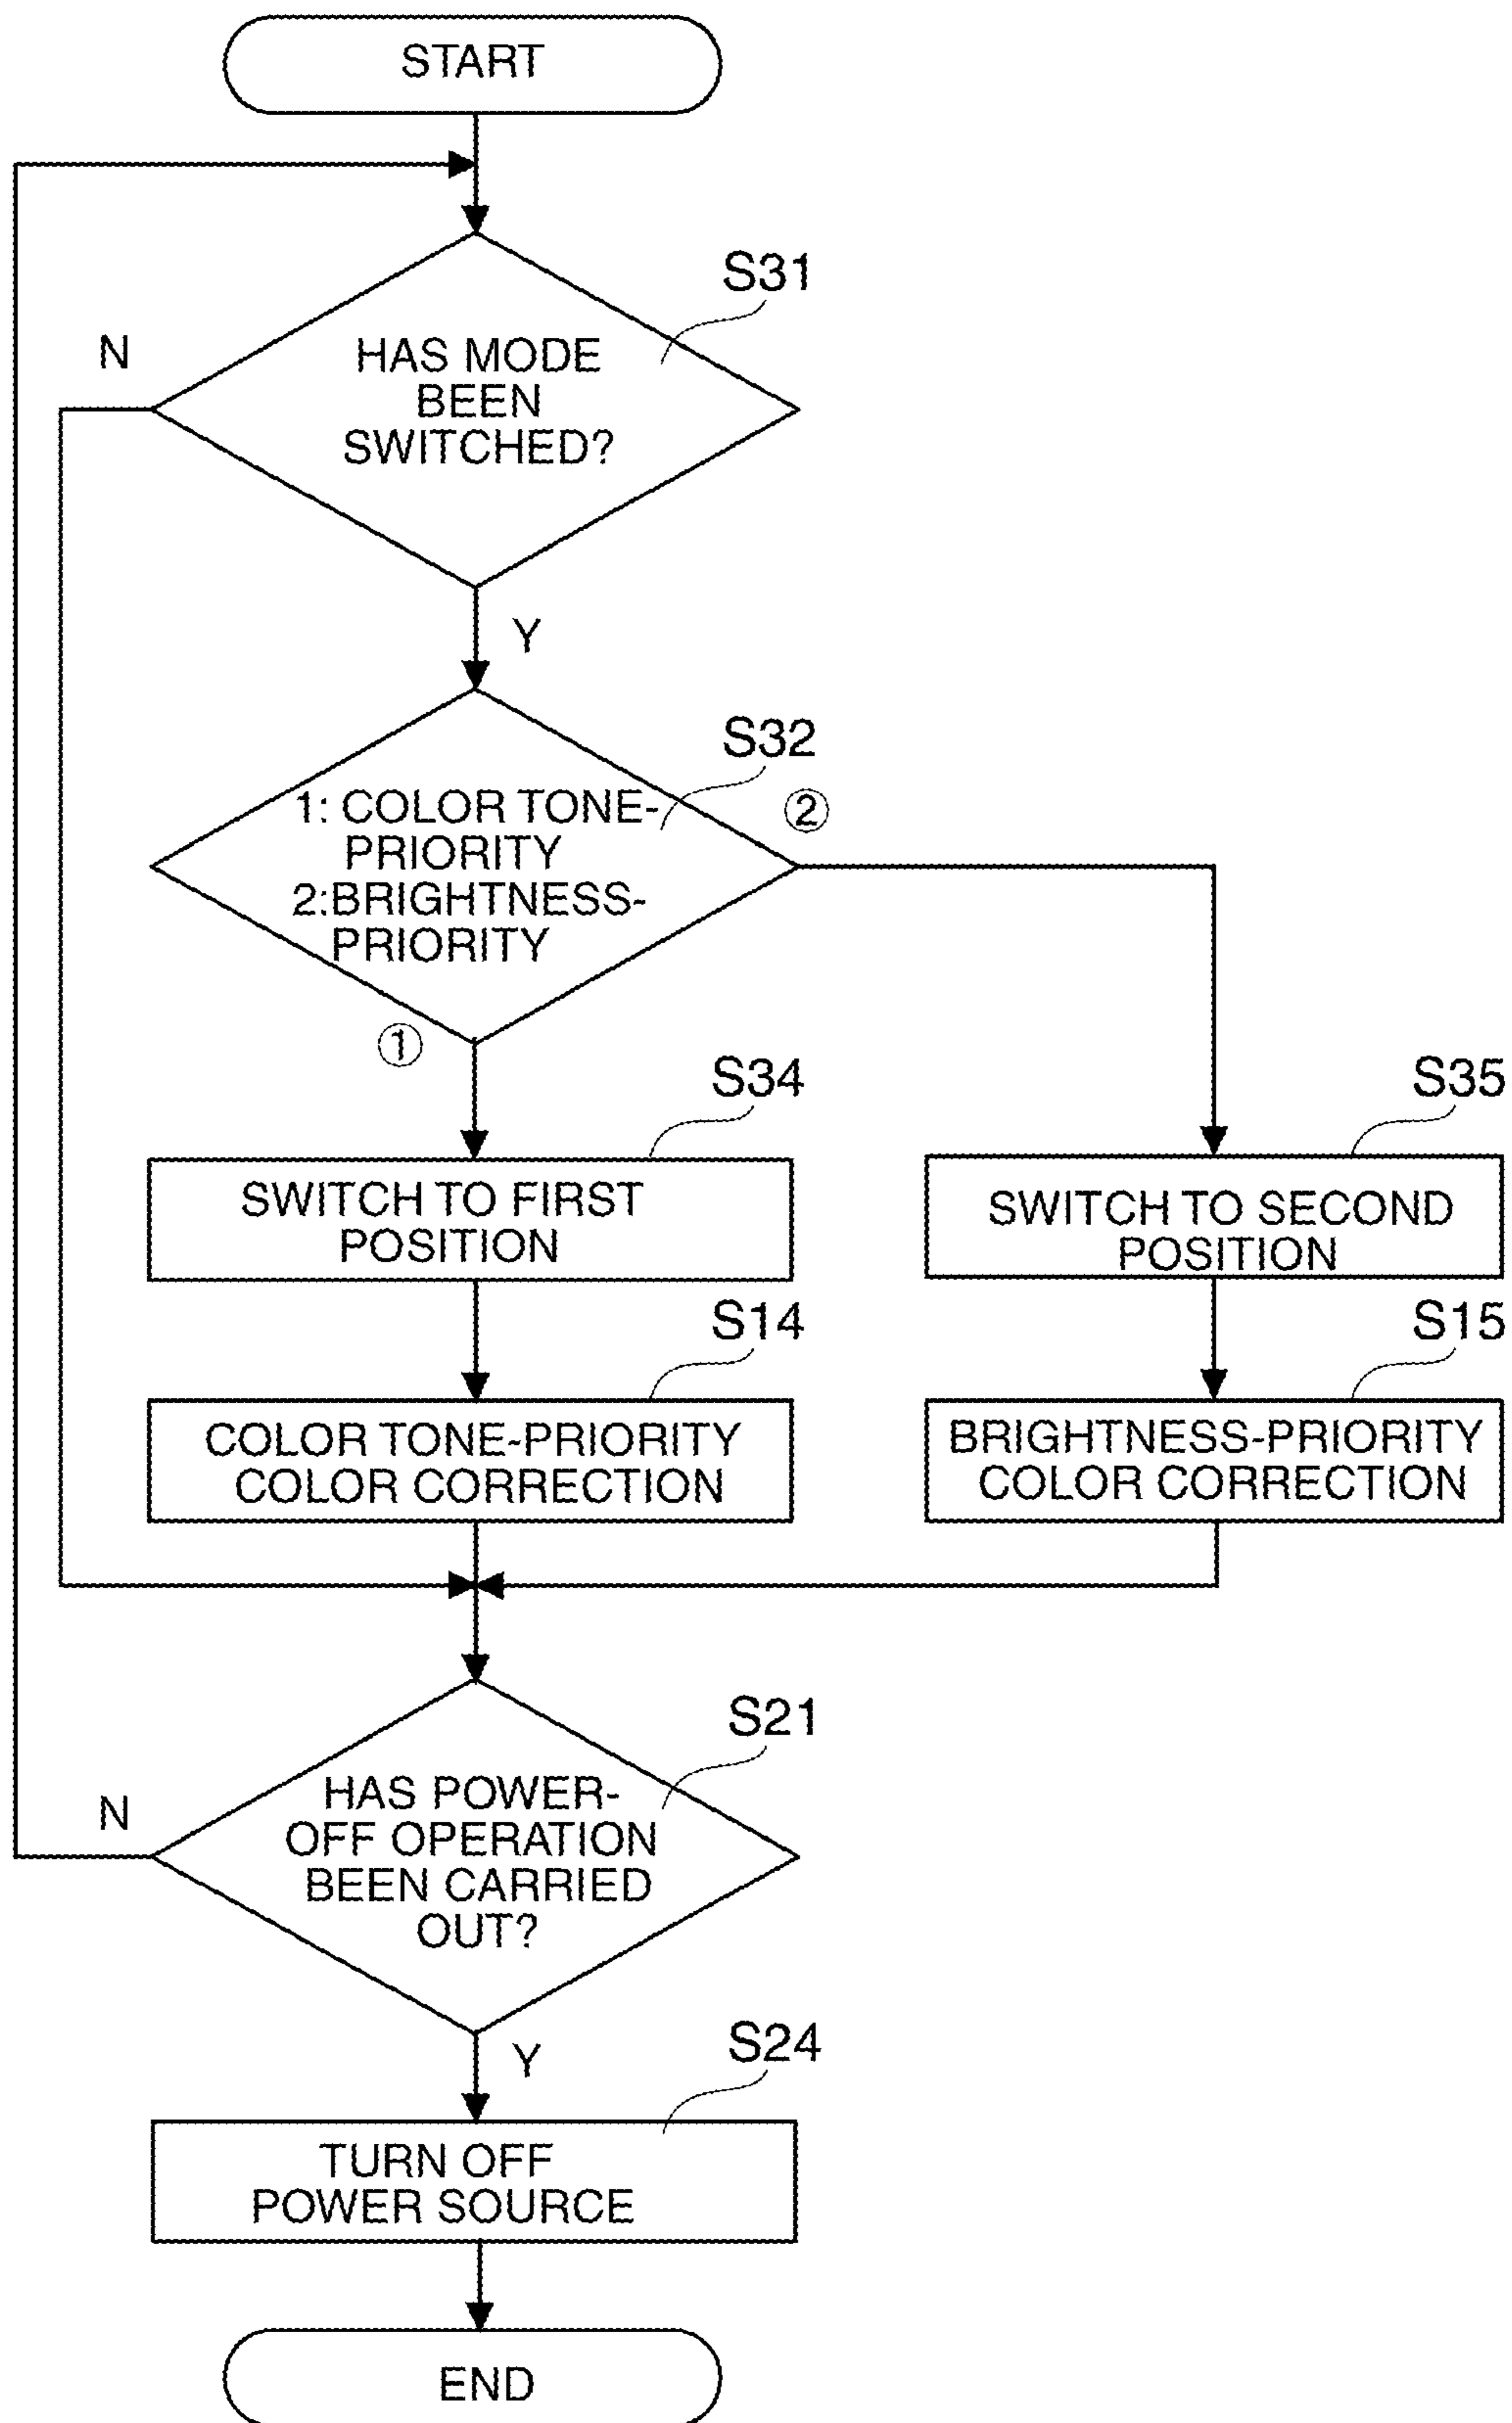 START
S31
N
HAS MODE
BEEN
SWITCHED?
Y
S32
②
1: COLOR TONE-
PRIORITY
2:BRIGHTNESS-
PRIORITY
①
S34
S35
SWITCH TO FIRST
POSITION
SWITCH TO SECOND
POSITION
S14
S15
COLOR TONE-PRIORITY
COLOR CORRECTION
BRIGHTNESS-PRIORITY
COLOR CORRECTION
S21
N
HAS POWER-
OFF OPERATION
BEEN CARRIED
OUT?
Y
S24
TURN OFF
POWER SOURCE
END